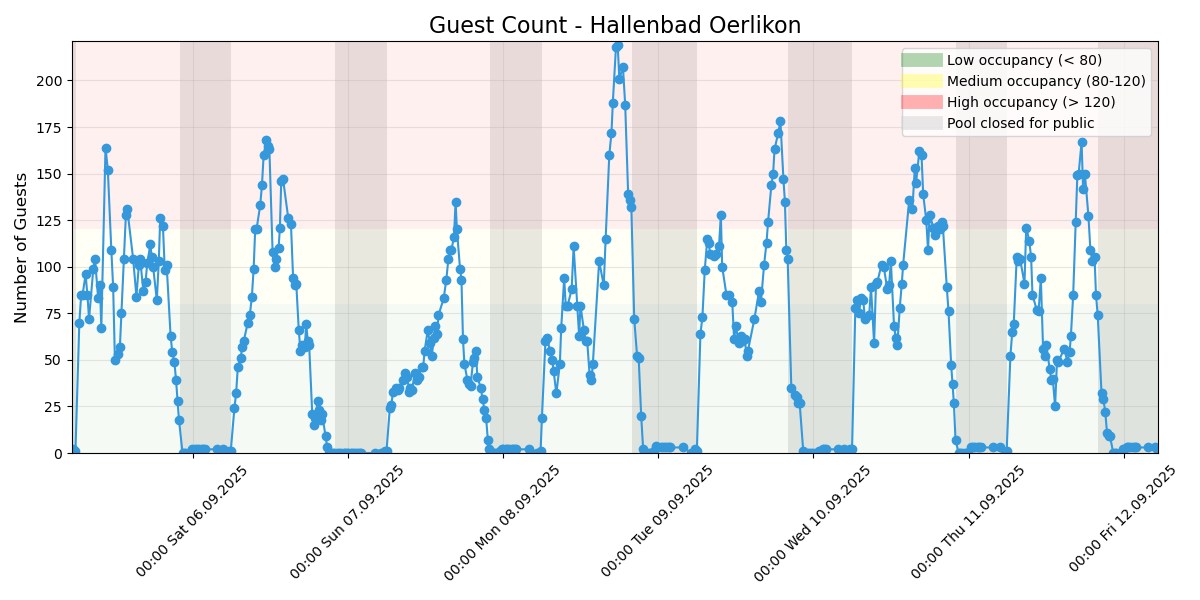 Guest Count - Hallenbad Oerlikon
Number of Guests
200
175
150
125
100
75
50
25
0
Low occupancy (< 80)
Medium occupancy (80-120)
High occupancy (> 120)
Pool closed for public
00:00 Sat 06.09.2025
00:00 Sun 07.09.2025
00:00 Mon 08.09.2025
00:00 Tue 09.09.2025
00:00 Wed 10.09.2025
00:00 Thu 11.09.2025
00:00 Fri 12.09.2025